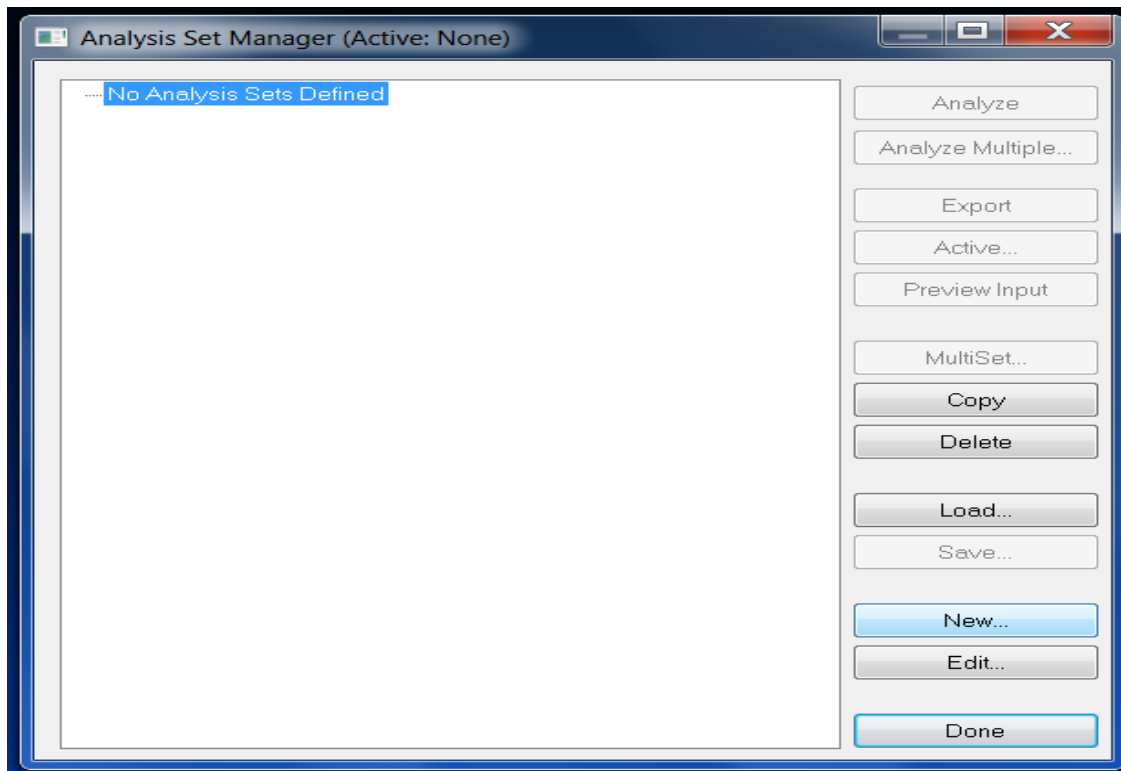 Analysis Set Manager (Active: None)
No Analysis Sets Defined
Analyze
Analyze Multiple...
Export
Active...
Preview Input
MultiSet...
Copy
Delete
Load...
Save...
New...
Edit...
Done